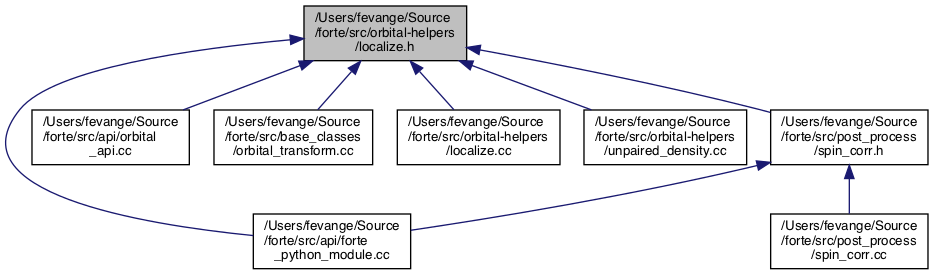 /Users/fevange/Source
/forte/src/orbital-helpers
/localize.h
/Users/fevange/Source
/forte/src/api/orbital
_api.cc
/Users/fevange/Source
/forte/src/base_classes
/orbital_transform.cc
/Users/fevange/Source
/forte/src/orbital-helpers
/localize.cc
/Users/fevange/Source
/forte/src/orbital-helpers
/unpaired_density.cc
/Users/fevange/Source
/forte/src/post_process
/spin_corr.h
/Users/fevange/Source
/forte/src/api/forte
_python_module.cc
/Users/fevange/Source
/forte/src/post_process
/spin_corr.cc